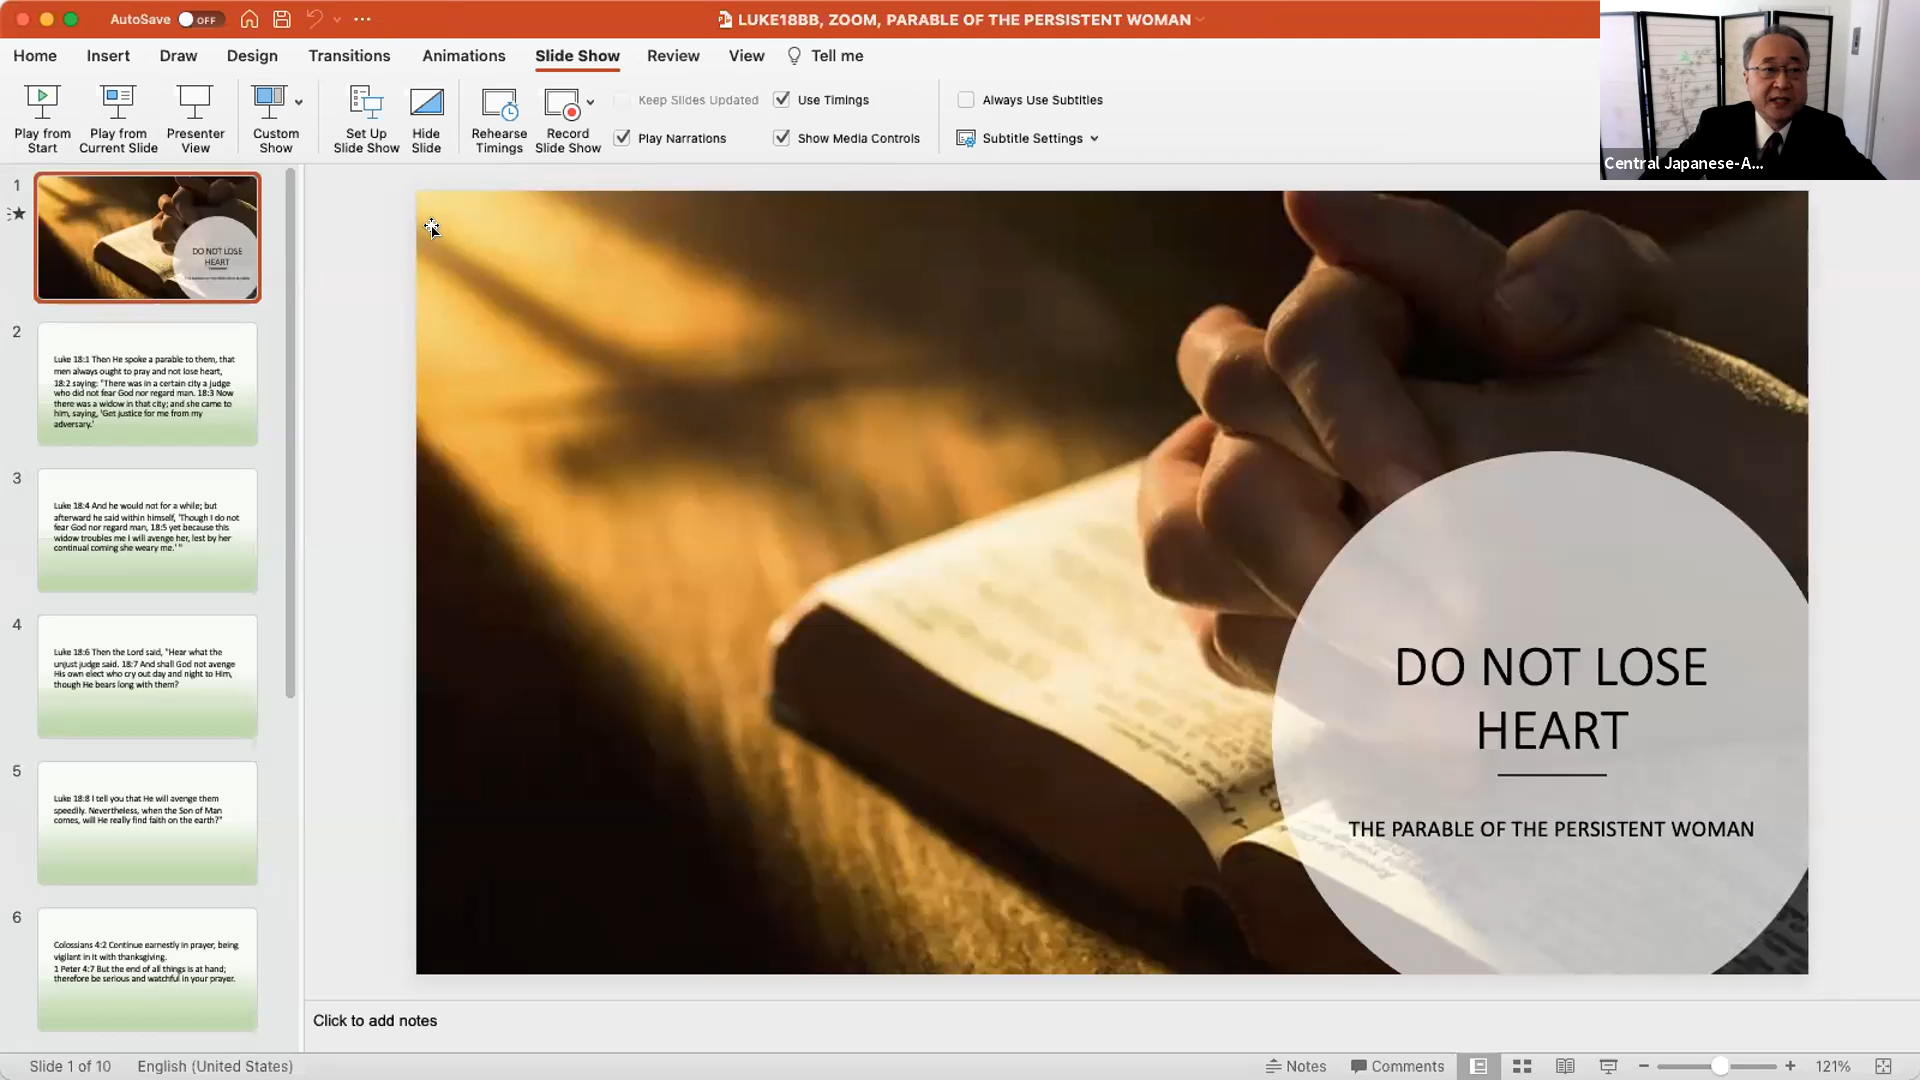 AutoSave OFF
LUKE18BB, ZOOM, PARABLE OF THE PERSISTENT WOMAN
Home Insert Draw Design Transitions Animations Slide Show Review View Tell me
Play from Start
Play from Current Slide
Presenter View
Custom Show
Set Up Slide Show
Hide Slide
Rehearse Timings
Record Slide Show
Keep Slides Updated
Use Timings
Play Narrations
Show Media Controls
Always Use Subtitles
Subtitle Settings
Central Japanese-A...
1
DO NOT LOSE
HEART
2
Luke 18:1 Then He spoke a parable to them, that
men always ought to pray and not lose heart,
18:2 saying: "There was in a certain city a judge
who did not fear God nor regard man. 18:3 Now
there was a widow in that city; and she came to
him, saying, 'Get justice for me from my
adversary.'
3
Luke 18:4 And he would not for a while; but
afterward he said within himself, 'Though I do not
fear God nor regard man, 18:5 yet because this
widow troubles me I will avenge her, lest by her
continual coming she weary me.' "
4
Luke 18:6 Then the Lord said, "Hear what the
unjust judge said. 18:7 And shall God not avenge
His own elect who cry out day and night to Him,
though He bears long with them?
5
Luke 18:8 I tell you that He will avenge them
speedily. Nevertheless, when the Son of Man
comes, will He really find faith on the earth?"
6
Colossians 4:2 Continue earnestly in prayer, being
vigilant in it with thanksgiving.
1 Peter 4:7 But the end of all things is at hand;
therefore be serious and watchful in your prayer.
DO NOT LOSE
HEART
THE PARABLE OF THE PERSISTENT WOMAN
Click to add notes
Slide 1 of 10 English (United States) Notes Comments 121%